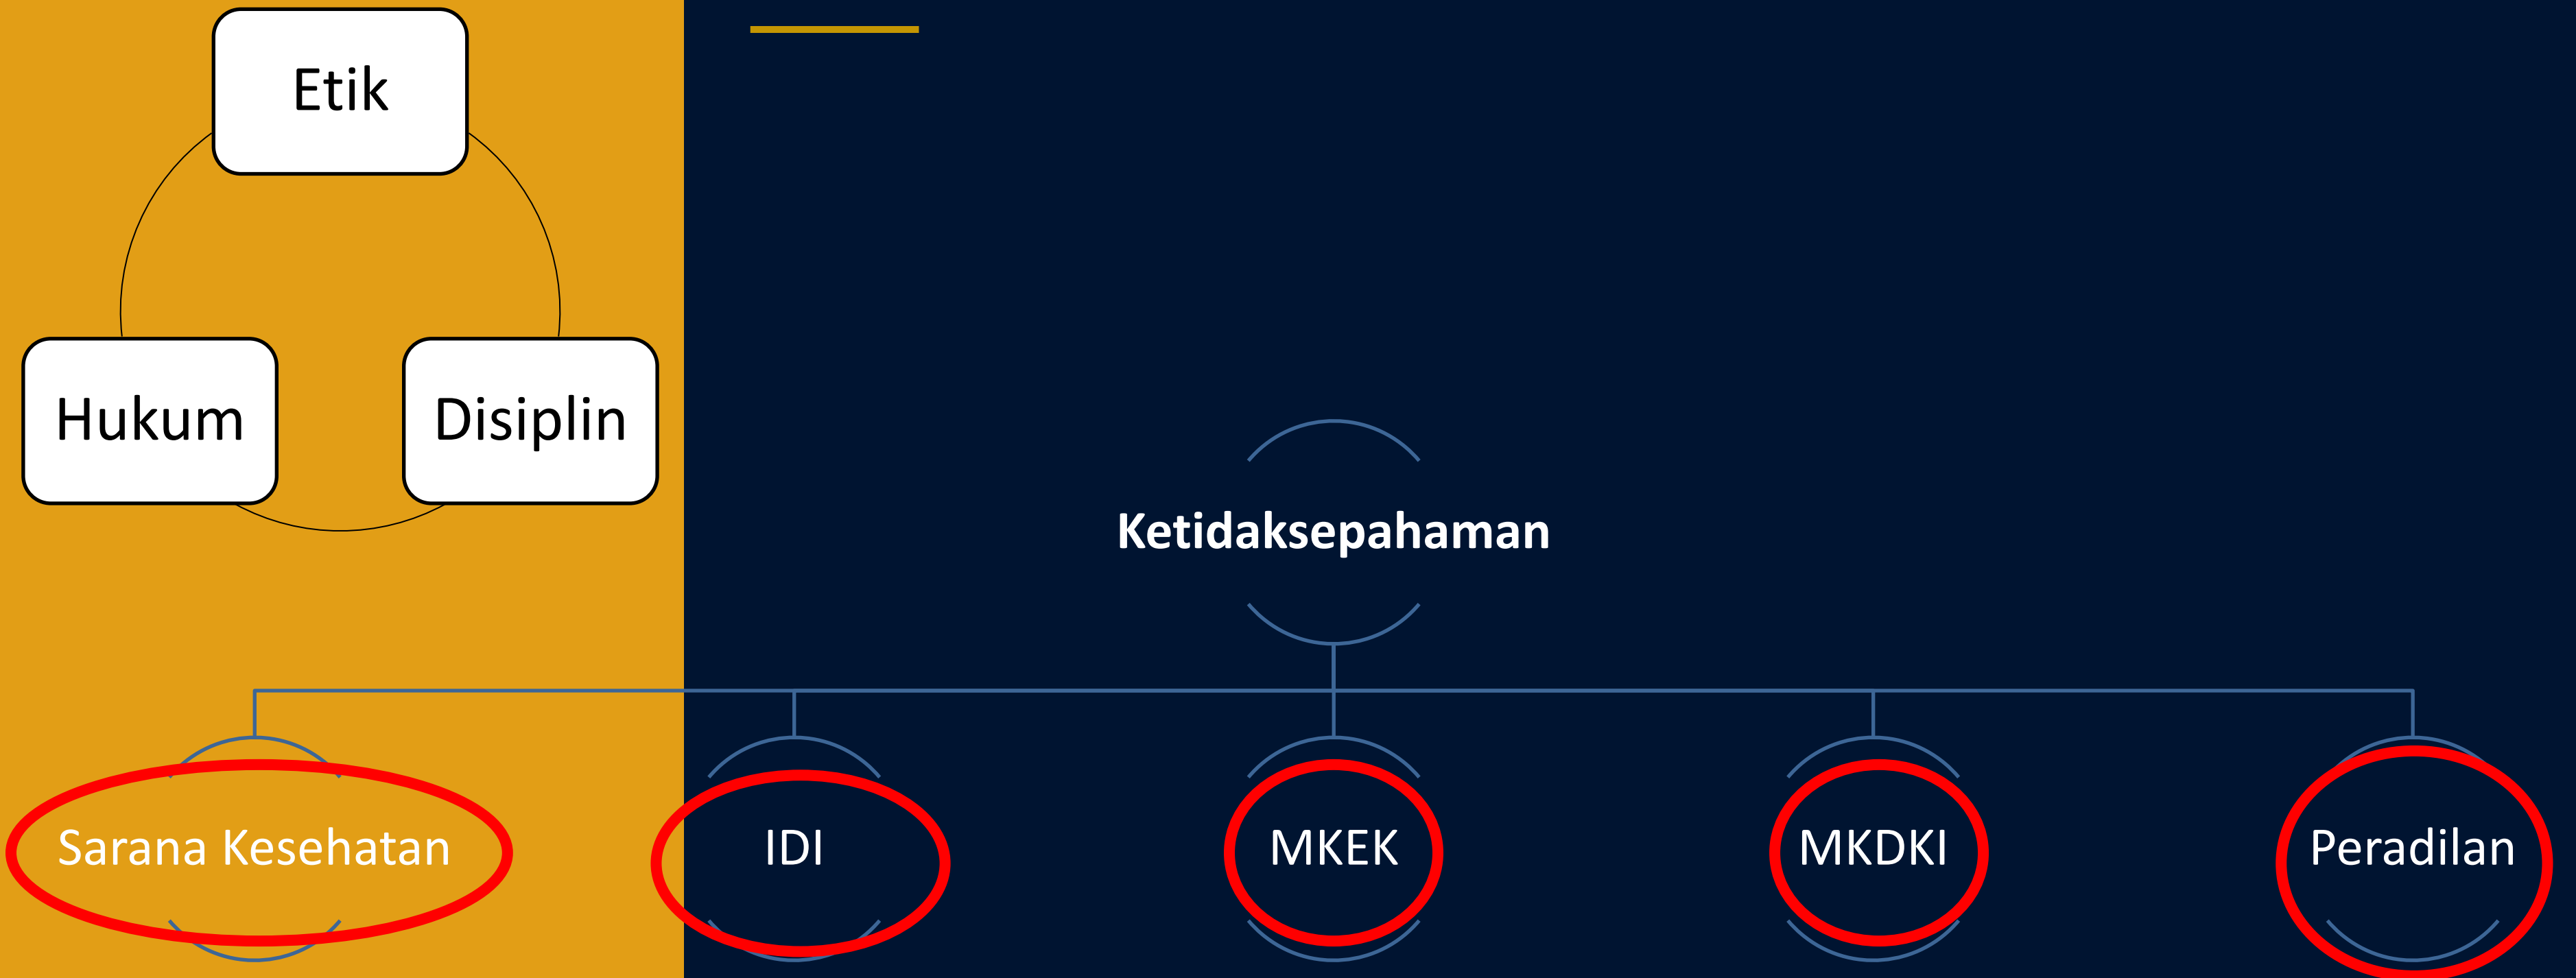 Etik
Hukum
Disiplin
Ketidaksepahaman
Sarana Kesehatan
IDI
MKEK
MKDKI
Peradilan